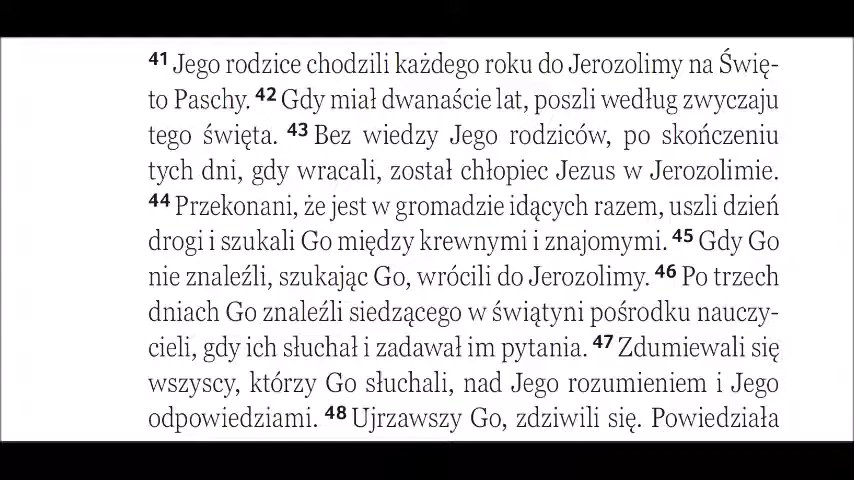 41 Jego rodzice chodzili każdego roku do Jerozolimy na Świę-
to Paschy. 42 Gdy miał dwanaście lat, poszli według zwyczaju
tego święta. 43 Bez wiedzy Jego rodziców, po skończeniu
tych dni, gdy wracali, został chłopiec Jezus w Jerozolimie.
44 Przekonani, że jest w gromadzie idących razem, uszli dzień
drogi i szukali Go między krewnymi i znajomymi. 45 Gdy Go
nie znaleźli, szukając Go, wrócili do Jerozolimy. 46 Po trzech
dniach Go znaleźli siedzącego w świątyni pośrodku nauczy-
cieli, gdy ich słuchał i zadawał im pytania. 47 Zdumiewali się
wszyscy, którzy Go słuchali, nad Jego rozumieniem i Jego
odpowiedziami. 48 Ujrzawszy Go, zdziwili się. Powiedziała